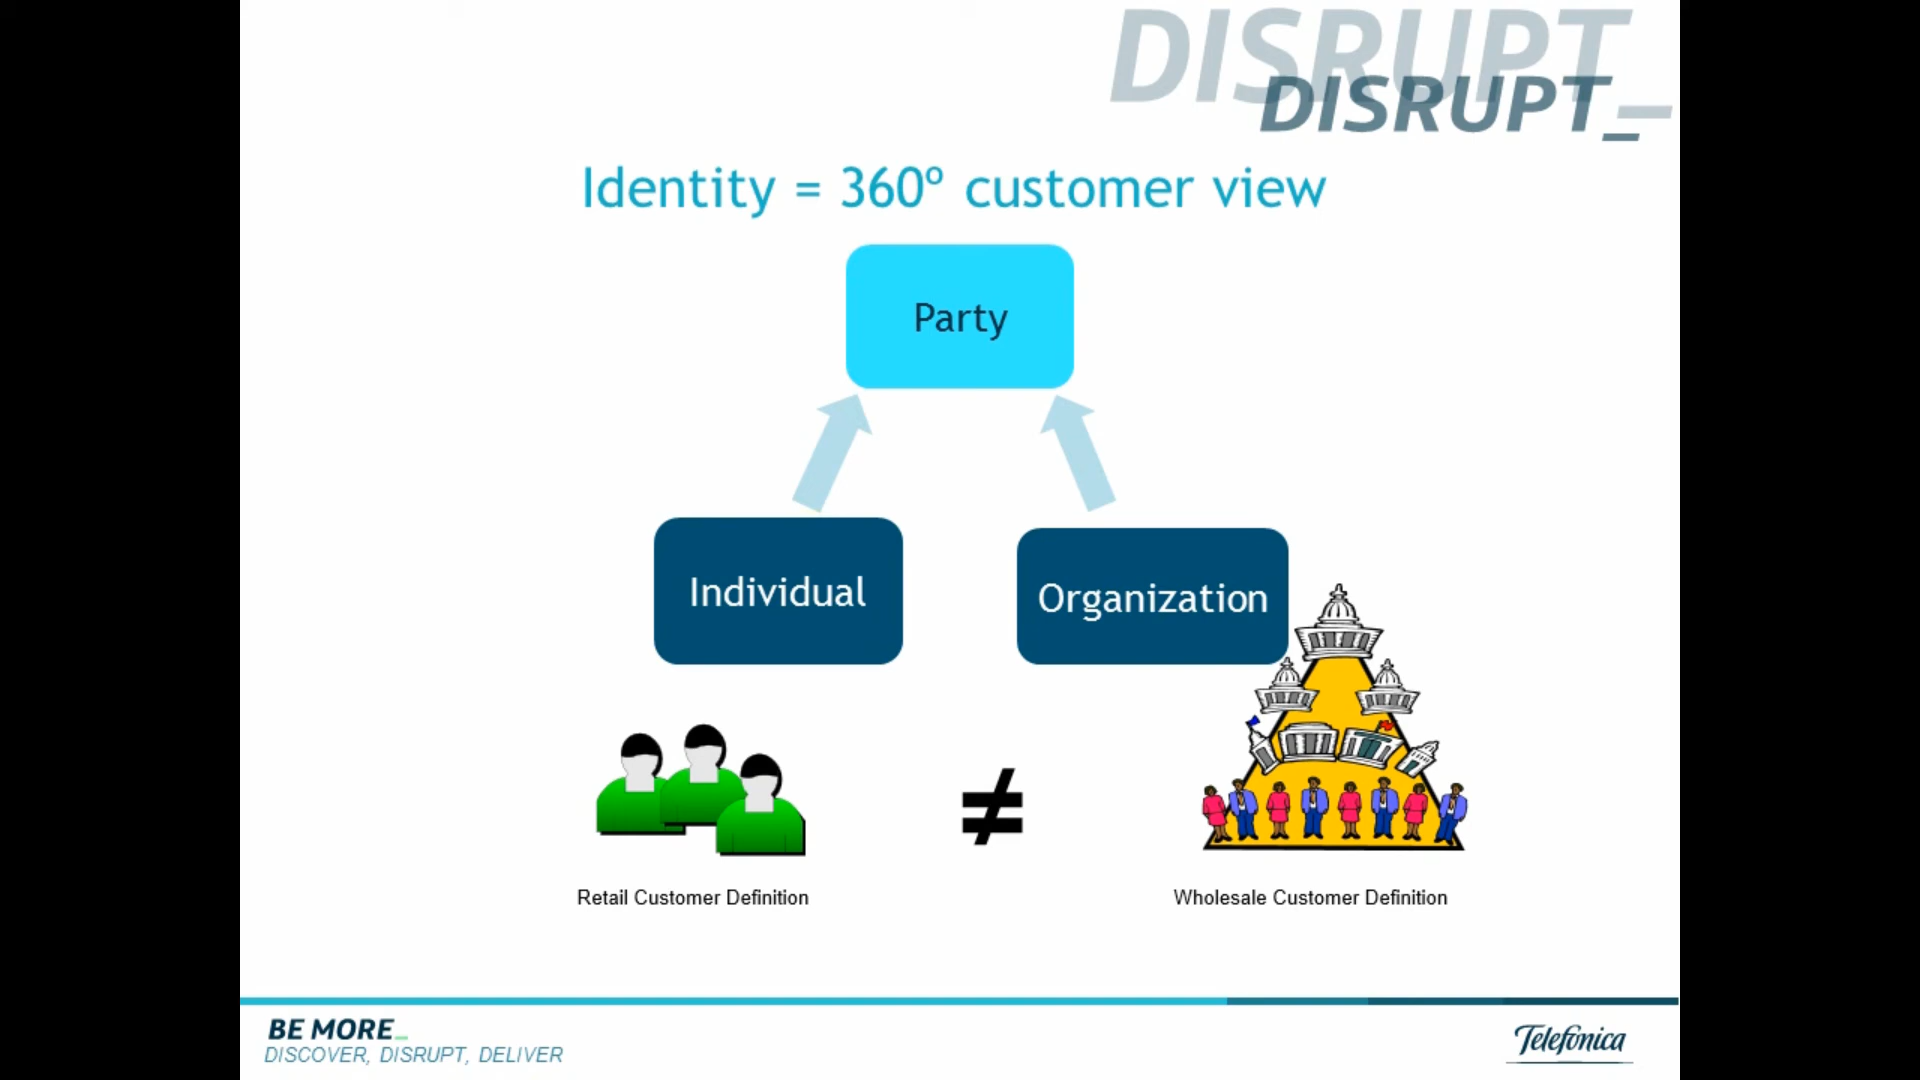 DISRUPT_
DISRUPT_
Identity = 360º customer view
Party
Individual
Organization
≠
Retail Customer Definition
Wholesale Customer Definition
BE MORE_
DISCOVER, DISRUPT, DELIVER
Telefónica